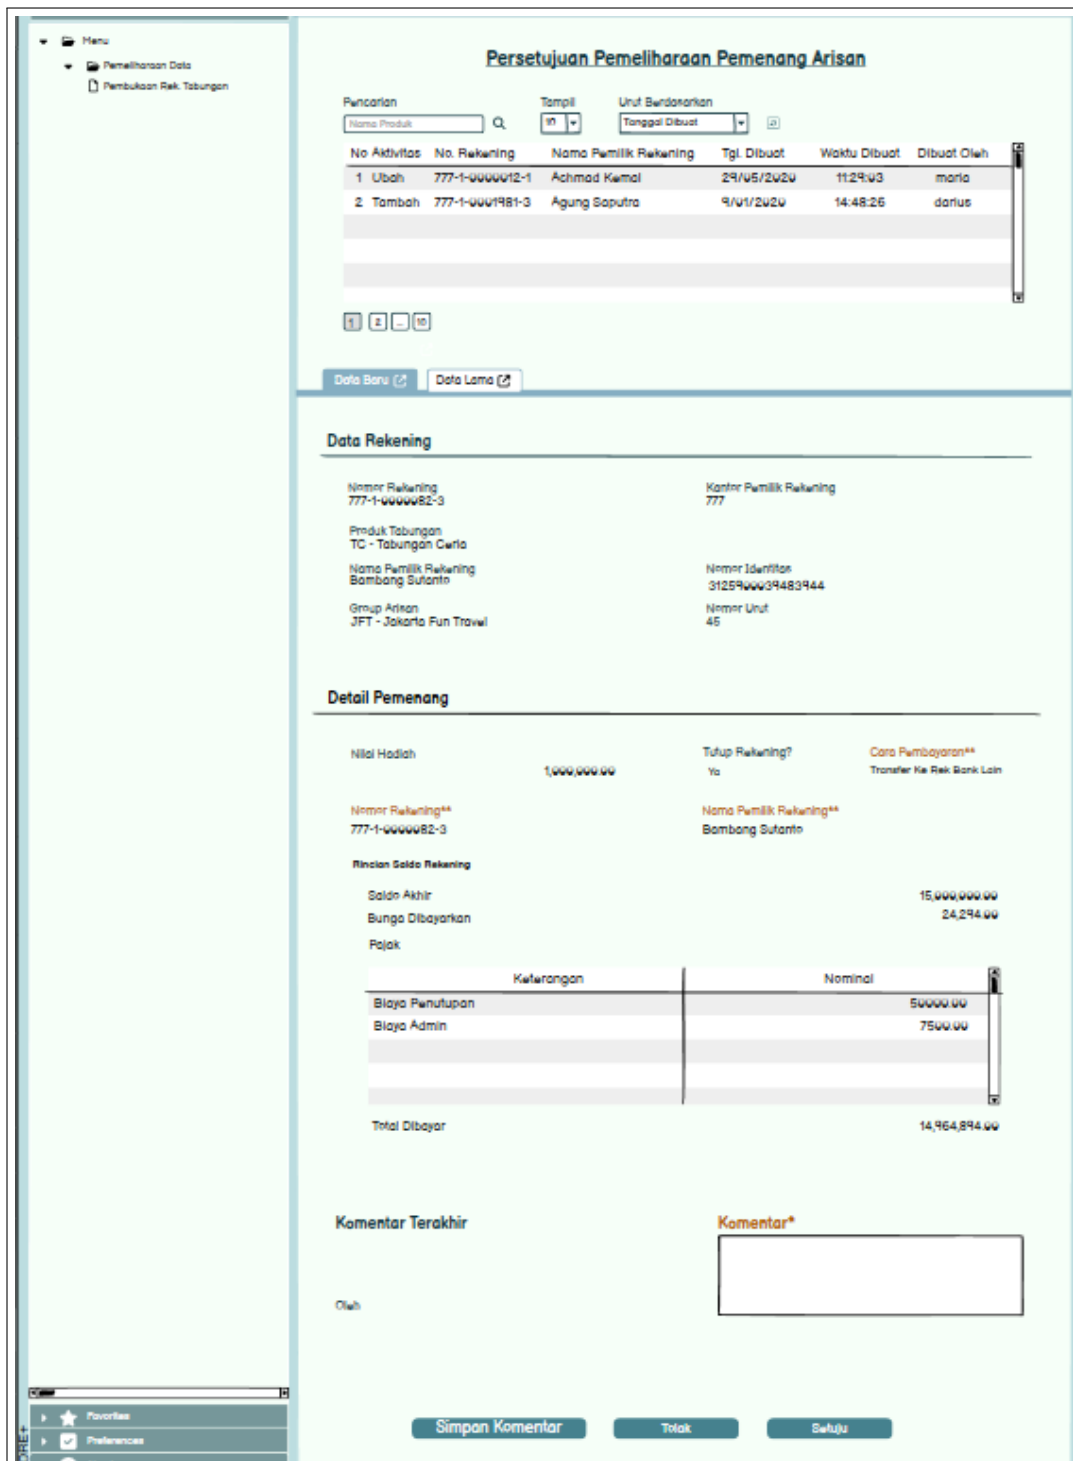 Menu
Pemeliharaan Data
Pembukaan Rek. Tabungan
Persetujuan Pemeliharaan Pemenang Arisan
Pencarian Tampil Urut Berdasarkan
Nama Produk 10 Tanggal Dibuat
No Aktivitas No. Rekening Nama Pemilik Rekening Tgl. Dibuat Waktu Dibuat Dibuat Oleh
1 Ubah 777-1-0000012-1 Achmad Kemal 29/05/2020 11:29:03 maria
2 Tambah 777-1-0001981-3 Agung Saputra 9/01/2020 14:48:26 darius
1 2 ... 10
Data Baru Data Lama
Data Rekening
Nomor Rekening Kantor Pemilik Rekening
777-1-0000082-3 777
Produk Tabungan
TC - Tabungan Ceria
Nama Pemilik Rekening Nomor Identitas
Bambang Sutanto 3125900039483944
Group Arisan Nomor Urut
JFT - Jakarta Fun Travel 45
Detail Pemenang
Nilai Hadiah Tutup Rekening? Cara Pembayaran**
1,000,000.00 Ya Transfer Ke Rek Bank Lain
Nomor Rekening** Nama Pemilik Rekening**
777-1-0000082-3 Bambang Sutanto
Rincian Saldo Rekening
Saldo Akhir 15,000,000.00
Bunga Dibayarkan 24,294.00
Pajak
Keterangan Nominal
Biaya Penutupan 50000.00
Biaya Admin 7500.00
Total Dibayar 14,964,894.00
Komentar Terakhir Komentar*
Oleh
Favorites
Preferences
Simpan Komentar Tolak Setuju